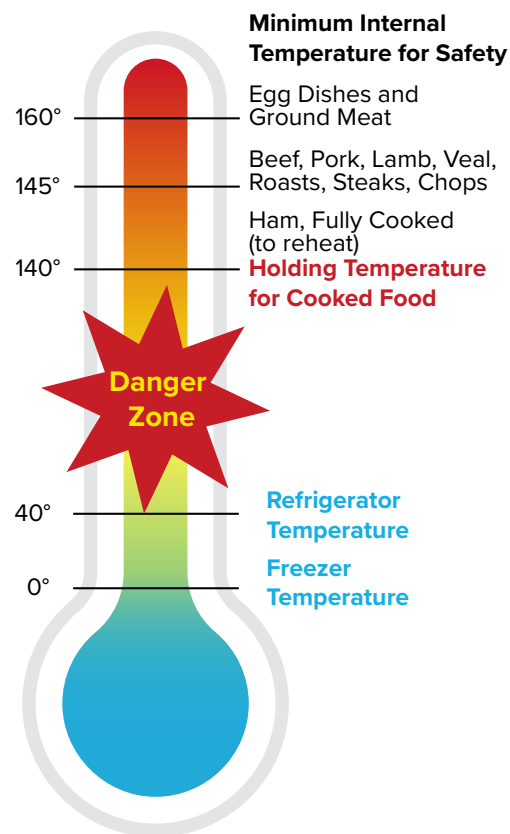 Minimum Internal
Temperature for Safety
Egg Dishes and
160° Ground Meat
Beef, Pork, Lamb, Veal,
145° Roasts, Steaks, Chops
Ham, Fully Cooked
(to reheat)
140° Holding Temperature
for Cooked Food
Danger
Zone
Refrigerator
40° Temperature
Freezer
0° Temperature